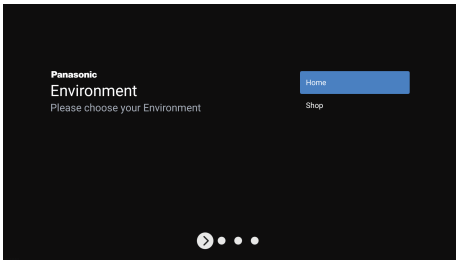 Panasonic
Environment
Please choose your Environment
Home
Shop